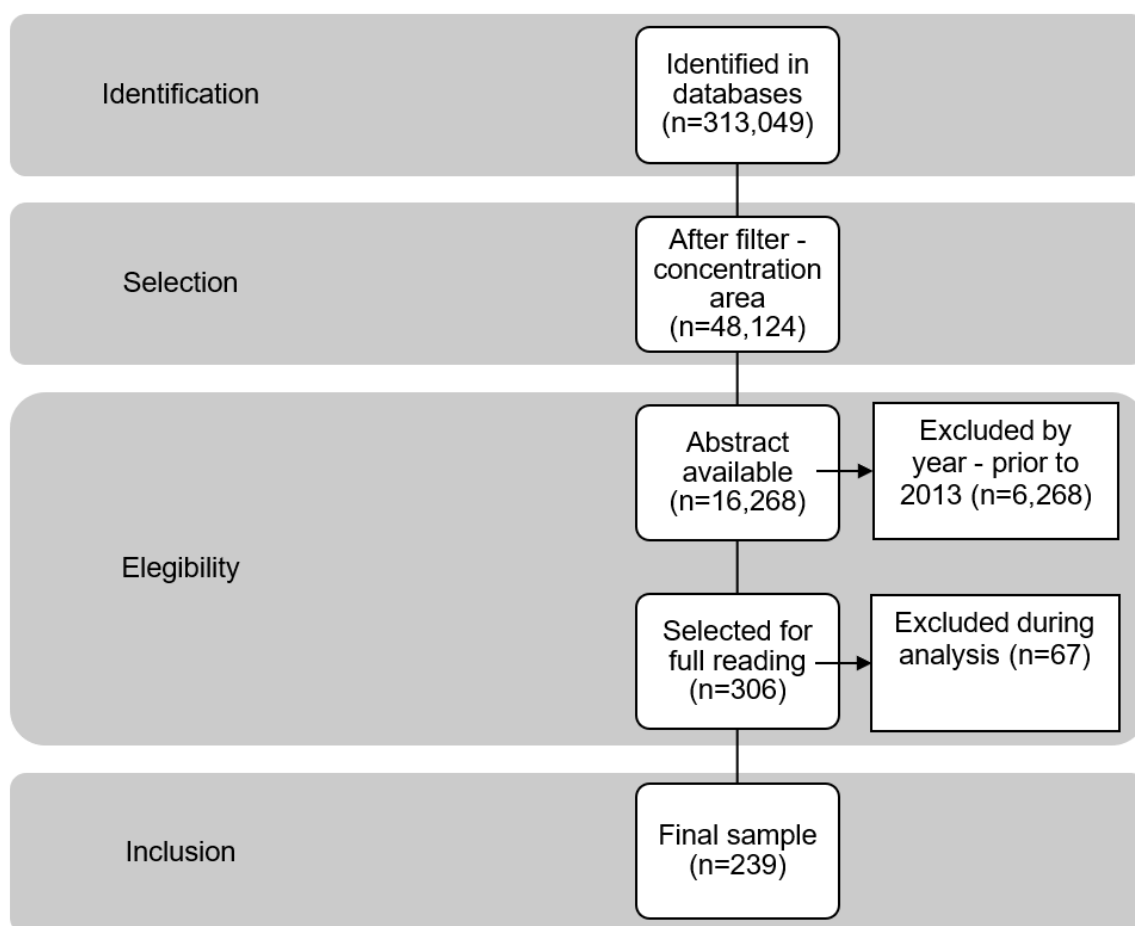 Identification
Identified in
databases
(n=313,049)
Selection
After filter -
concentration
area
(n=48,124)
Elegibility
Abstract
available
(n=16,268)
Excluded by
year - prior to
2013 (n=6,268)
Selected for
full reading
(n=306)
Excluded during
analysis (n=67)
Inclusion
Final sample
(n=239)